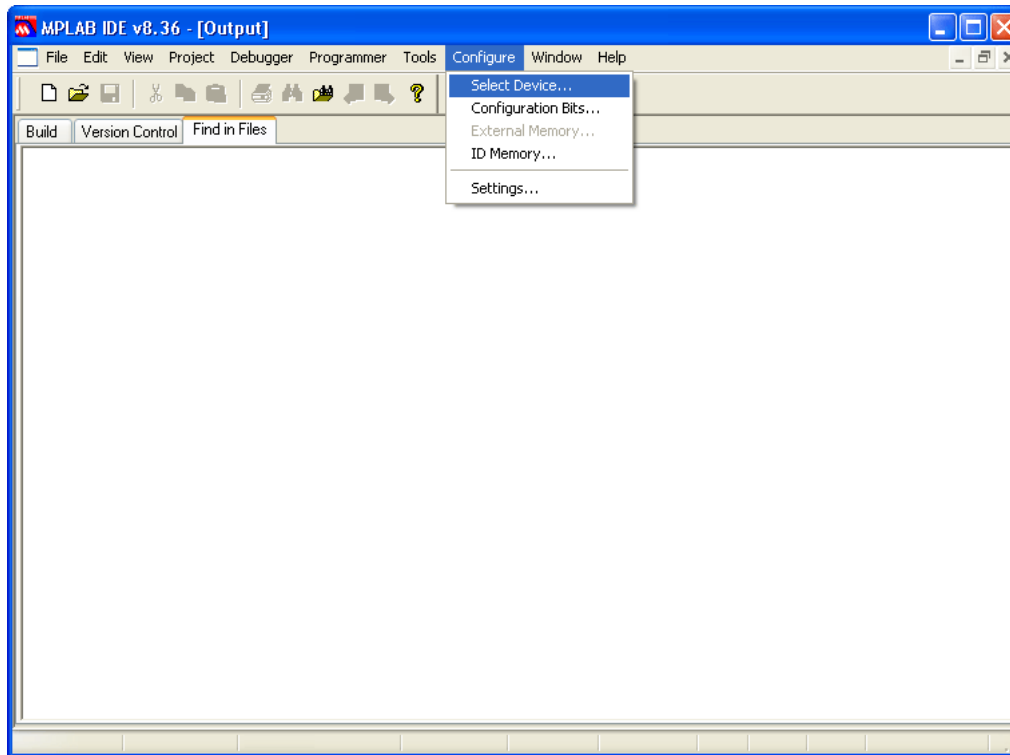 MPLAB IDE v8.36 - [Output]
File Edit View Project Debugger Programmer Tools Configure Window Help
Select Device...
Configuration Bits...
External Memory...
ID Memory...
Settings...
Build Version Control Find in Files